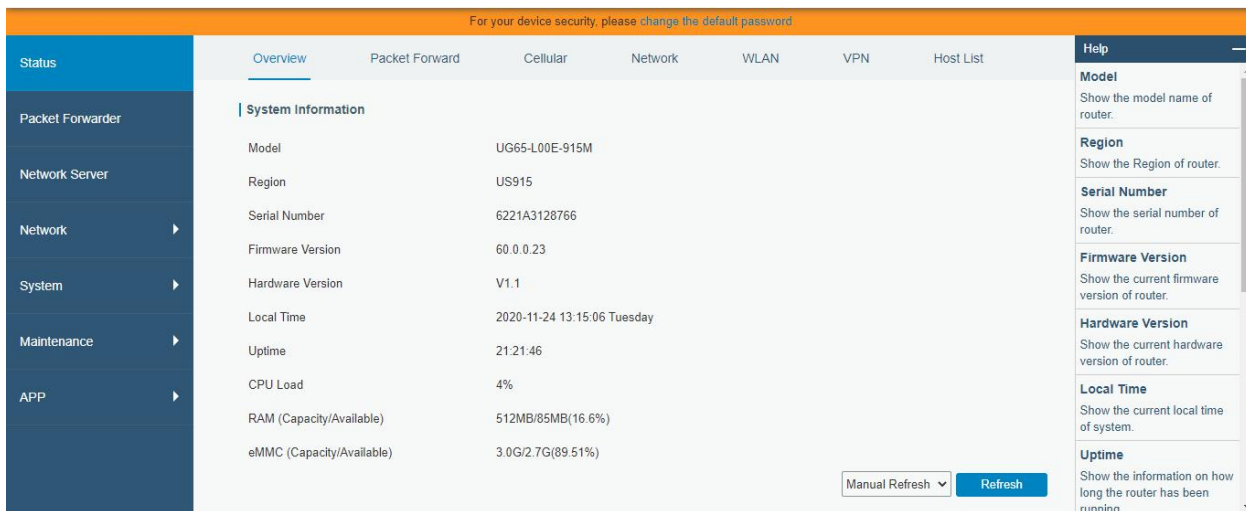 For your device security, please change the default password
Status
Packet Forwarder
Network Server
Network
System
Maintenance
APP
Overview Packet Forward Cellular Network WLAN VPN Host List
System Information
Model UG65-L00E-915M
Region US915
Serial Number 6221A3128766
Firmware Version 60.0.0.23
Hardware Version V1.1
Local Time 2020-11-24 13:15:06 Tuesday
Uptime 21:21:46
CPU Load 4%
RAM (Capacity/Available) 512MB/85MB(16.6%)
eMMC (Capacity/Available) 3.0G/2.7G(89.51%)
Manual Refresh Refresh
Help
Model
Show the model name of
router.
Region
Show the Region of router.
Serial Number
Show the serial number of
router.
Firmware Version
Show the current firmware
version of router.
Hardware Version
Show the current hardware
version of router.
Local Time
Show the current local time
of system.
Uptime
Show the information on how
long the router has been
running